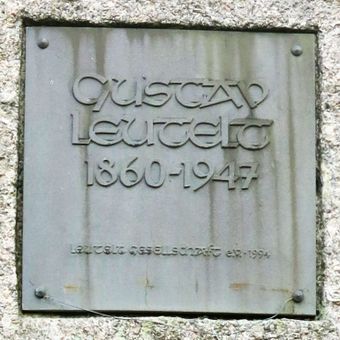 GUSTAV
LEUTELT
1860-1947
LEUTELT GESELLSCHAFT e.V. 1994